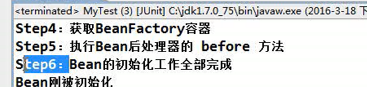 <terminated> MyTest (3) [JUnit] C:\jdk1.7.0_75\bin\javaw.exe (2016-3-18 下
Step4：获取BeanFactory容器
Step5：执行Bean后处理器的 before 方法
Step6：Bean的初始化工作全部完成
Bean刚被初始化